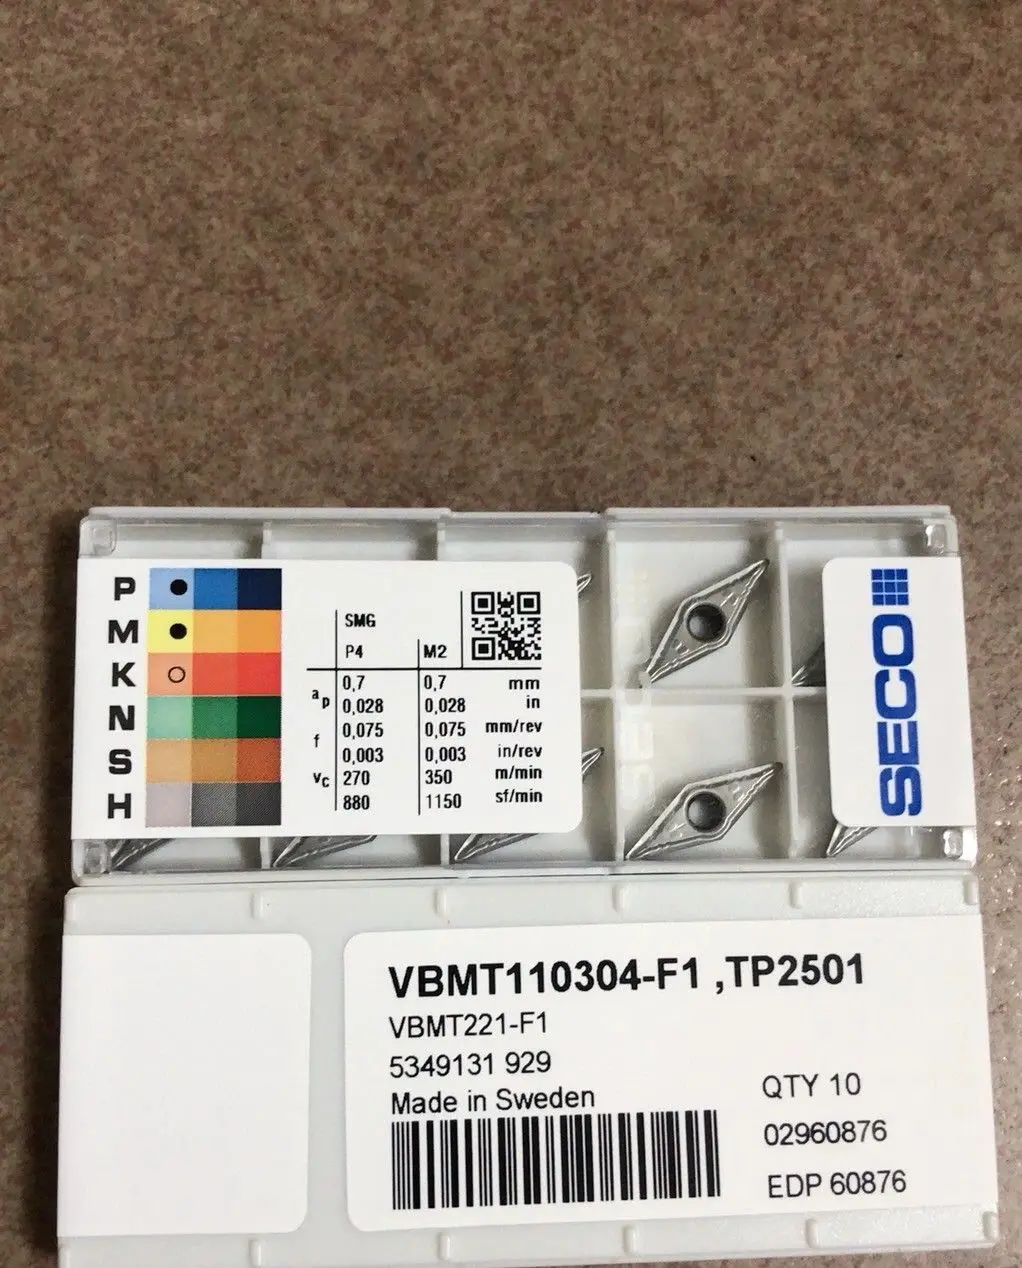 P
M
K
N
S
H
SMG
P4 M2
ap 0,7 0,7 mm
0,028 0,028 in
f 0,075 0,075 mm/rev
0,003 0,003 in/rev
vc 270 350 m/min
880 1150 sf/min
SECO
VBMT110304-F1 ,TP2501
VBMT221-F1
5349131 929
Made in Sweden
QTY 10
02960876
EDP 60876